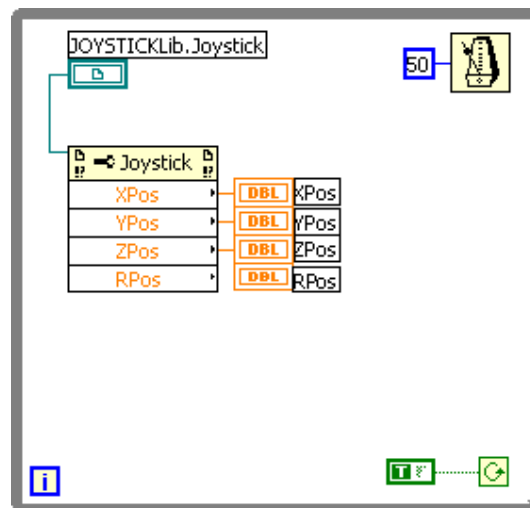 JOYSTICKLib.Joystick
50
Joystick
XPos DBL XPos
YPos DBL YPos
ZPos DBL ZPos
RPos DBL RPos
i
T F